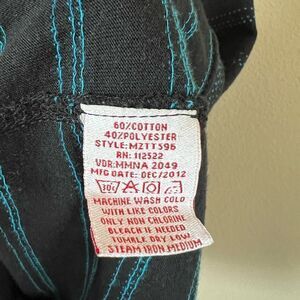 60%COTTON
40%POLYESTER
STYLE: MZTT596
RN: 112522
VDR: MMNA 2049
MFG DATE: DEC/2012
30°
MACHINE WASH COLD
WITH LIKE COLORS
ONLY NON CHLORINE
BLEACH IF NEEDED
TUMBLE DRY LOW
STEAM IRON MEDIUM